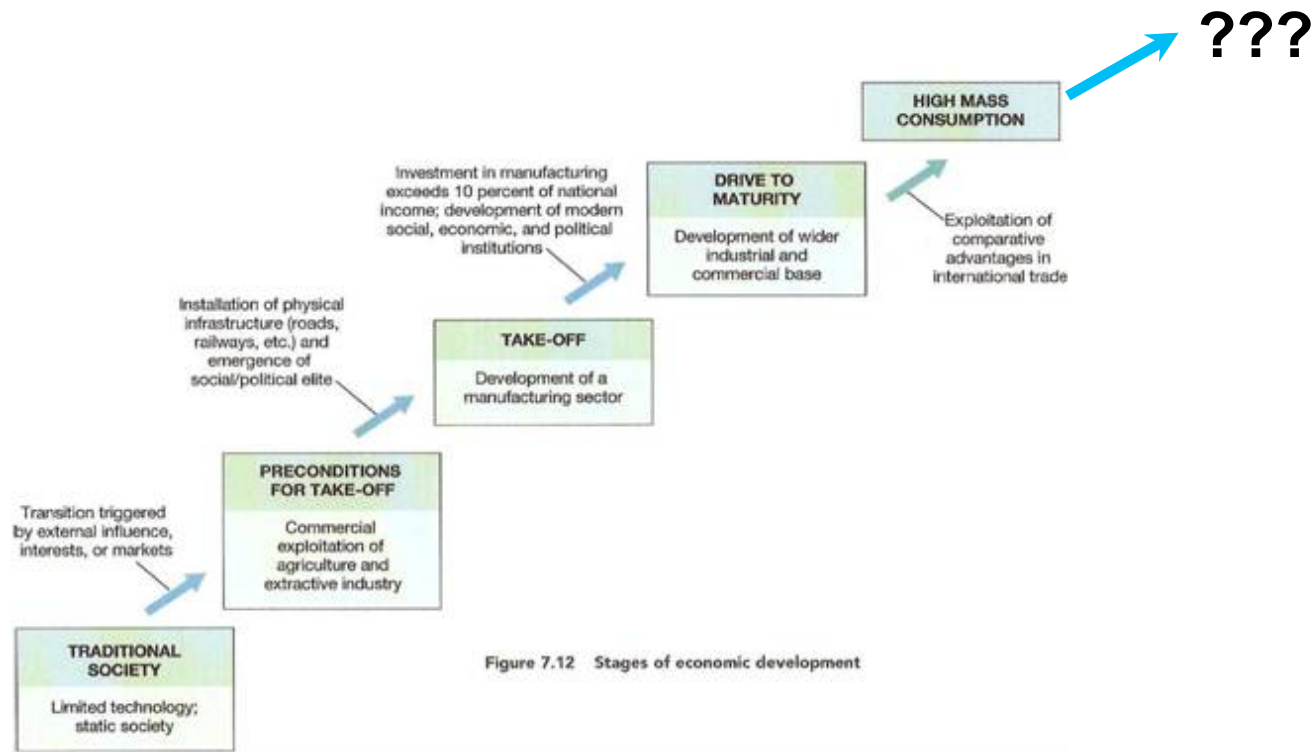 ???
HIGH MASS
CONSUMPTION
Exploitation of
comparative
advantages in
international trade
DRIVE TO
MATURITY
Development of wider
industrial and
commercial base
Investment in manufacturing
exceeds 10 percent of national
income; development of modern
social, economic, and political
institutions
TAKE-OFF
Development of a
manufacturing sector
Installation of physical
infrastructure (roads,
railways, etc.) and
emergence of
social/political elite
PRECONDITIONS
FOR TAKE-OFF
Commercial
exploitation of
agriculture and
extractive industry
Transition triggered
by external influence,
interests, or markets
TRADITIONAL
SOCIETY
Limited technology;
static society
Figure 7.12 Stages of economic development